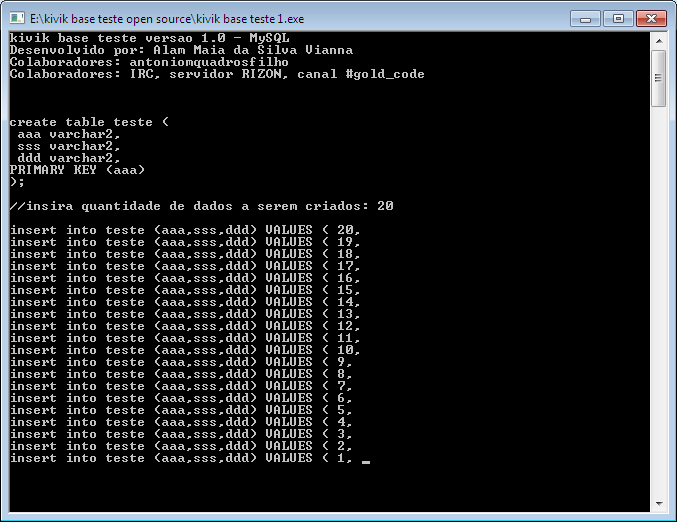 E:\kivik base teste open source\kivik base teste 1.exe
kivik base teste versao 1.0 - MySQL
Desenvolvido por: Alam Maia da Silva Vianna
Colaboradores: antoniomquadrosfilho
Colaboradores: IRC, servidor RIZON, canal #gold_code
create table teste (
aaa varchar2,
sss varchar2,
ddd varchar2,
PRIMARY KEY (aaa)
);
//insira quantidade de dados a serem criados: 20
insert into teste (aaa,sss,ddd) VALUES ( 20,
insert into teste (aaa,sss,ddd) VALUES ( 19,
insert into teste (aaa,sss,ddd) VALUES ( 18,
insert into teste (aaa,sss,ddd) VALUES ( 17,
insert into teste (aaa,sss,ddd) VALUES ( 16,
insert into teste (aaa,sss,ddd) VALUES ( 15,
insert into teste (aaa,sss,ddd) VALUES ( 14,
insert into teste (aaa,sss,ddd) VALUES ( 13,
insert into teste (aaa,sss,ddd) VALUES ( 12,
insert into teste (aaa,sss,ddd) VALUES ( 11,
insert into teste (aaa,sss,ddd) VALUES ( 10,
insert into teste (aaa,sss,ddd) VALUES ( 9,
insert into teste (aaa,sss,ddd) VALUES ( 8,
insert into teste (aaa,sss,ddd) VALUES ( 7,
insert into teste (aaa,sss,ddd) VALUES ( 6,
insert into teste (aaa,sss,ddd) VALUES ( 5,
insert into teste (aaa,sss,ddd) VALUES ( 4,
insert into teste (aaa,sss,ddd) VALUES ( 3,
insert into teste (aaa,sss,ddd) VALUES ( 2,
insert into teste (aaa,sss,ddd) VALUES ( 1, _